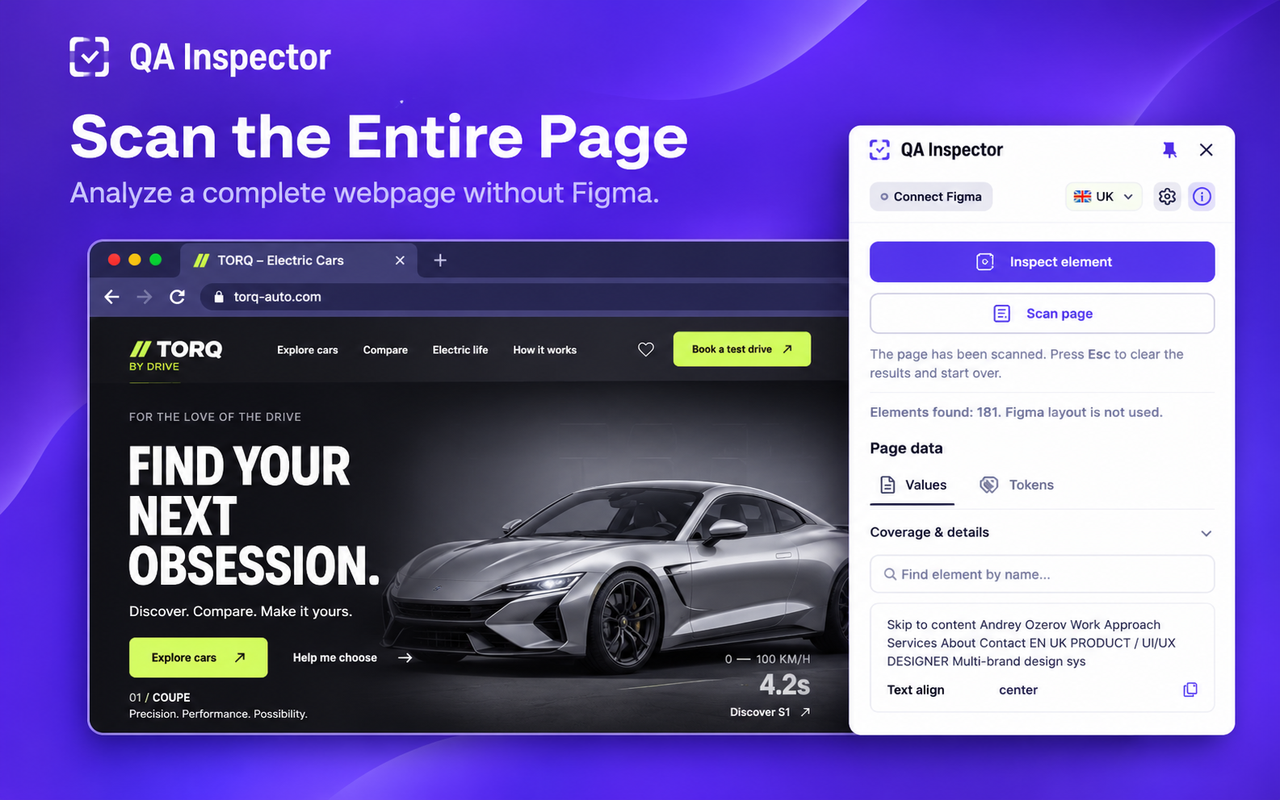 QA Inspector
Scan the Entire Page
Analyze a complete webpage without Figma.
TORQ – Electric Cars
torq-auto.com
TORQ
BY DRIVE
Explore cars
Compare
Electric life
How it works
Book a test drive
FOR THE LOVE OF THE DRIVE
FIND YOUR
NEXT
OBSESSION.
Discover. Compare. Make it yours.
Explore cars
Help me choose
01 / COUPE
Precision. Performance. Possibility.
0 — 100 KM/H
4.2s
Discover S1
QA Inspector
Connect Figma
UK
Inspect element
Scan page
The page has been scanned. Press Esc to clear the
results and start over.
Elements found: 181. Figma layout is not used.
Page data
Values
Tokens
Coverage & details
Find element by name...
Skip to content Andrey Ozerov Work Approach
Services About Contact EN UK PRODUCT / UI/UX
DESIGNER Multi-brand design sys
Text align
center